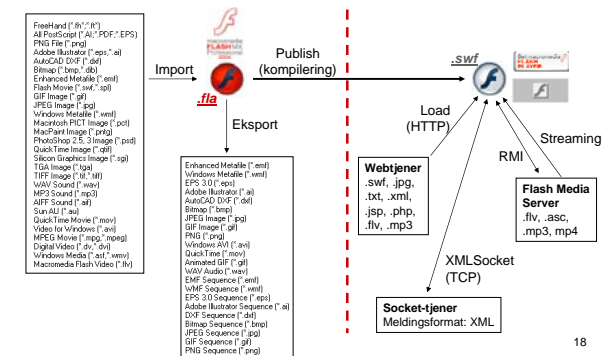 FreeHand (*.fh*;*.ft*)
All PostScript (*.AI;*.PDF;*.EPS)
PNG File (*.png)
Adobe Illustrator (*.eps,*.ai)
AutoCAD DXF (*.dxf)
Bitmap (*.bmp,*.dib)
Enhanced Metafile (*.emf)
Flash Movie (*.swf,*.spl)
GIF Image (*.gif)
JPEG Image (*.jpg)
Windows Metafile (*.wmf)
Macintosh PICT Image (*.pct)
MacPaint Image (*.pntg)
PhotoShop 2.5, 3 Image (*.psd)
QuickTime Image (*.qtif)
Silicon Graphics Image (*.sgi)
TGA Image (*.tga)
TIFF Image (*.tif,*.tiff)
WAV Sound (*.wav)
MP3 Sound (*.mp3)
AIFF Sound (*.aif)
Sun AU (*.au)
QuickTime Movie (*.mov)
Video for Windows (*.avi)
MPEG Movie (*.mpg,*.mpeg)
Digital Video (*.dv,*.dvi)
Windows Media (*.asf,*.wmv)
Macromedia Flash Video (*.flv)
Import
macromedia
FLASH MX
Professional
.fla
Publish
(kompilering)
Eksport
Enhanced Metafile (*.emf)
Windows Metafile (*.wmf)
EPS 3.0 (*.eps)
Adobe Illustrator (*.ai)
AutoCAD DXF (*.dxf)
Bitmap (*.bmp)
JPEG Image (*.jpg)
GIF Image (*.gif)
PNG (*.png)
Windows AVI (*.avi)
QuickTime (*.mov)
Animated GIF (*.gif)
WAV Audio (*.wav)
EMF Sequence (*.emf)
WMF Sequence (*.wmf)
EPS 3.0 Sequence (*.eps)
Adobe Illustrator Sequence (*.ai)
DXF Sequence (*.dxf)
Bitmap Sequence (*.bmp)
JPEG Sequence (*.jpg)
GIF Sequence (*.gif)
PNG Sequence (*.png)
.swf
macromedia
FLASH
Load
(HTTP)
Streaming
RMI
Webtjener
.swf, .jpg,
.txt, .xml,
.jsp, .php,
.flv, .mp3
Flash Media
Server
.flv, .asc,
.mp3, mp4
XMLSocket
(TCP)
Socket-tjener
Meldingsformat: XML
18